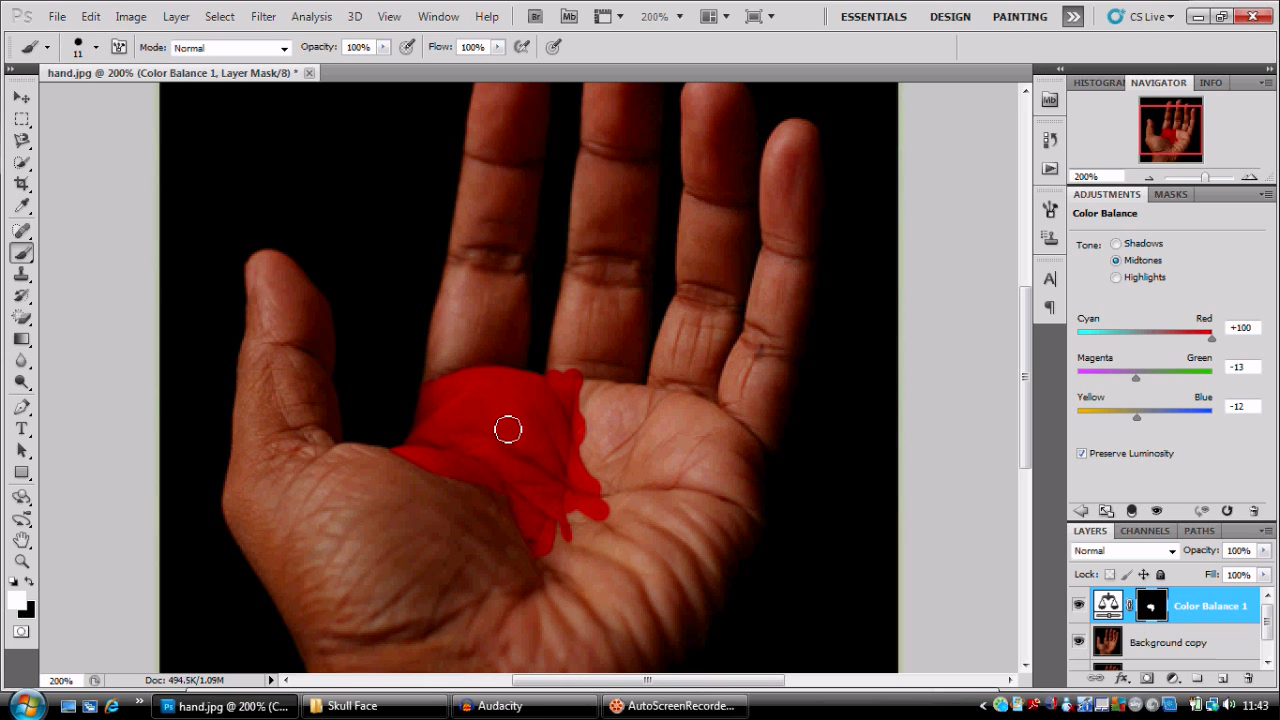 Ps File Edit Image Layer Select Filter Analysis 3D View Window Help Br Mb 200% ESSENTIALS DESIGN PAINTING CS Live
11 Mode: Normal Opacity: 100% Flow: 100%
hand.jpg @ 200% (Color Balance 1, Layer Mask/8) *
HISTOGRA NAVIGATOR INFO
Mb
200%
ADJUSTMENTS MASKS
Color Balance
Tone: Shadows
Midtones
Highlights
Cyan Red +100
Magenta Green -13
Yellow Blue -12
Preserve Luminosity
LAYERS CHANNELS PATHS
Normal Opacity: 100%
Lock: Fill: 100%
Color Balance 1
Background copy
200% Doc: 494.5K/1.09M
hand.jpg @ 200% (C... Skull Face Audacity AutoScreenRecorde... 11:43